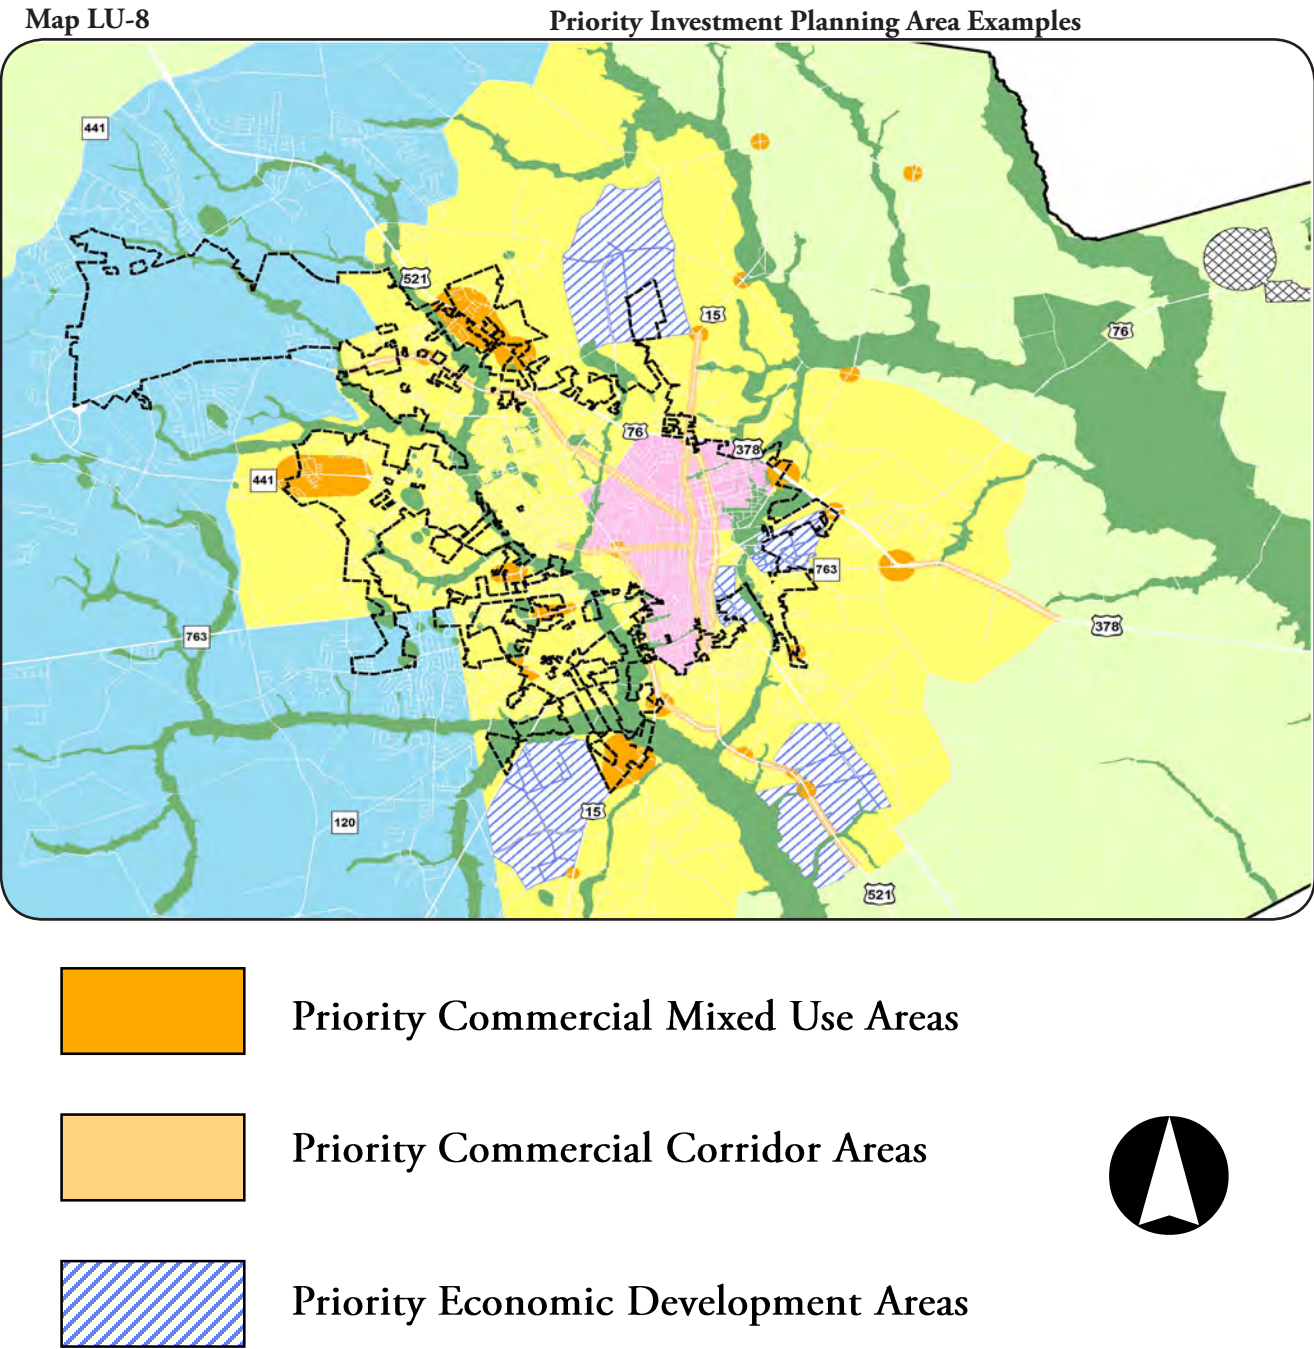 Map LU-8
Priority Investment Planning Area Examples
441
521
15
76
76
378
441
763
763
378
120
15
521
Priority Commercial Mixed Use Areas
Priority Commercial Corridor Areas
Priority Economic Development Areas